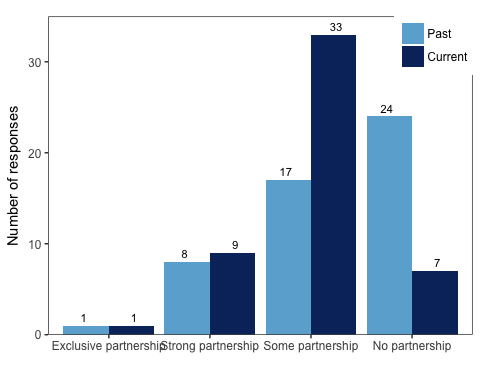 Past
Current
Number of responses
30
20
10
0
1
1
8
9
17
33
24
7
Exclusive partnership
Strong partnership
Some partnership
No partnership